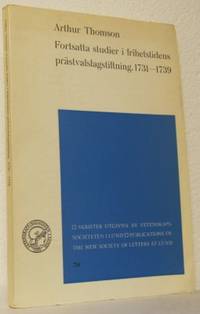 Arthur Thomson
Fortsatta studier i frihetstidens
prästvalslagstiftning. 1731—1739
SKRIFTER UTGIVNA AV VETENSKAPS-
SOCIETETEN I LUND PUBLICATIONS OF
THE NEW SOCIETY OF LETTERS AT LUND